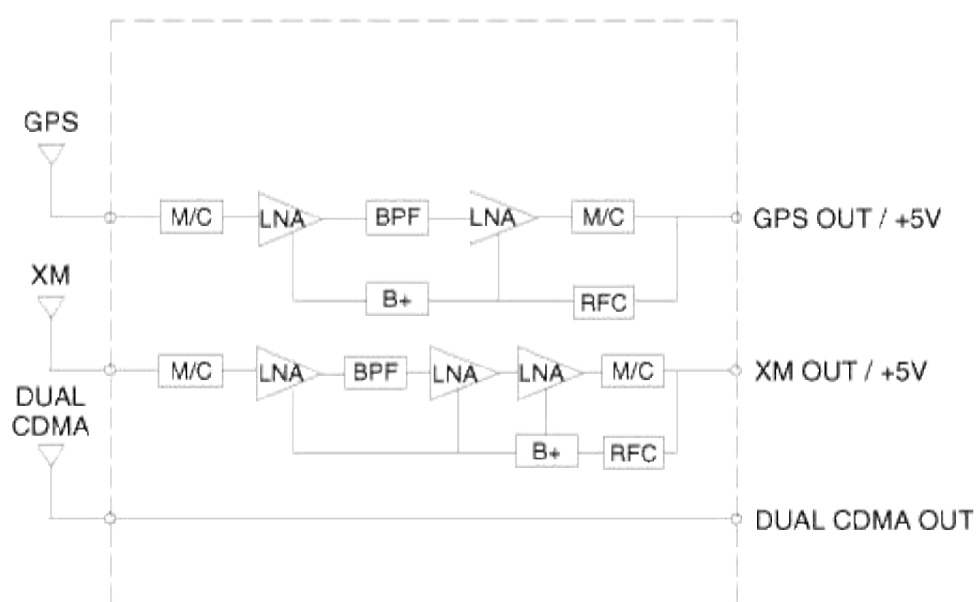 GPS
M/C LNA BPF LNA M/C GPS OUT / +5V
B+ RFC
XM
M/C LNA BPF LNA LNA M/C XM OUT / +5V
DUAL
CDMA
B+ RFC
DUAL CDMA OUT